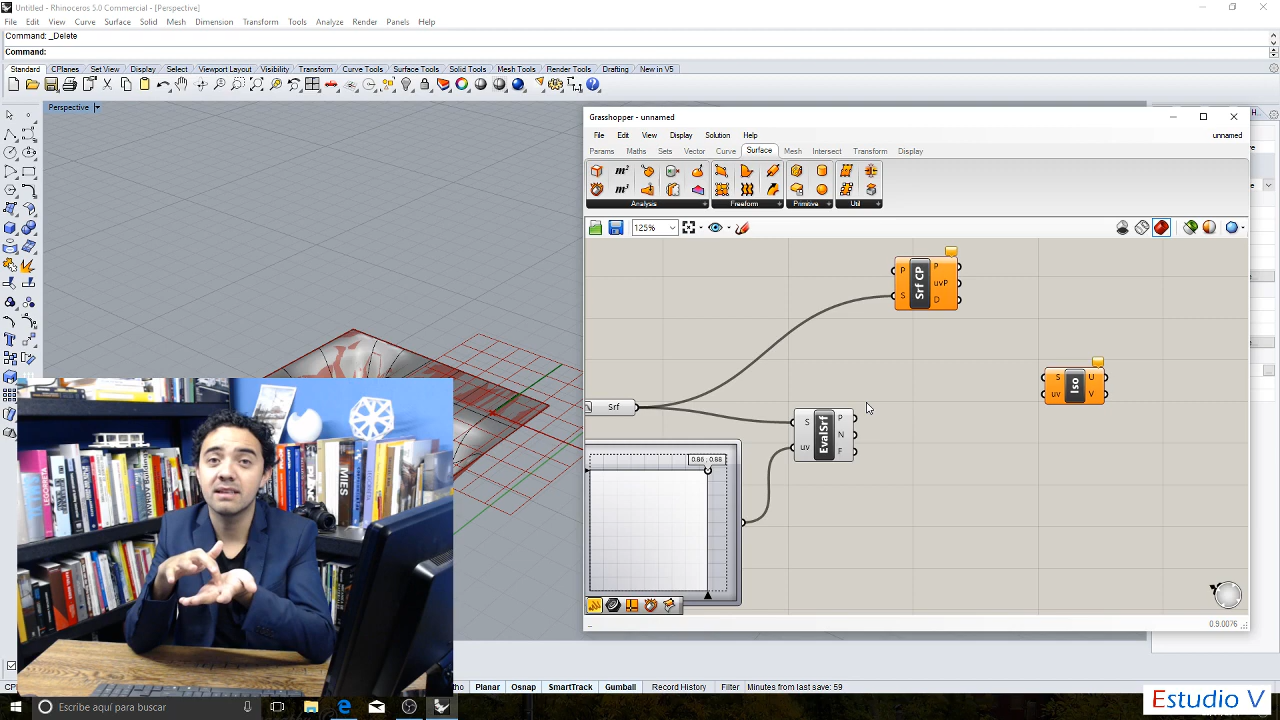 Untitled - Rhinoceros 5.0 Commercial - [Perspective]
File Edit View Curve Surface Solid Mesh Dimension Transform Tools Analyze Render Panels Help
Command: _Delete
Command:
Standard CPlanes Set View Display Select Viewport Layout Visibility Transform Curve Tools Surface Tools Solid Tools Mesh Tools Render Tools Drafting New in V5
Perspective
Grasshopper - unnamed
File Edit View Display Solution Help unnamed
Params Maths Sets Vector Curve Surface Mesh Intersect Transform Display
m²
m³
Analysis Freeform Primitive Util
125%
P Srf CP P
uvP
S D
S Iso U
uv V
Srf
S EvalSrf P
N
uv F
0.86 , 0.88
0.9.0076
MIES
Planar Osnap SmartTrack Gumball Record History Filter Minutes from last save: 59
Escribe aquí para buscar
Estudio V